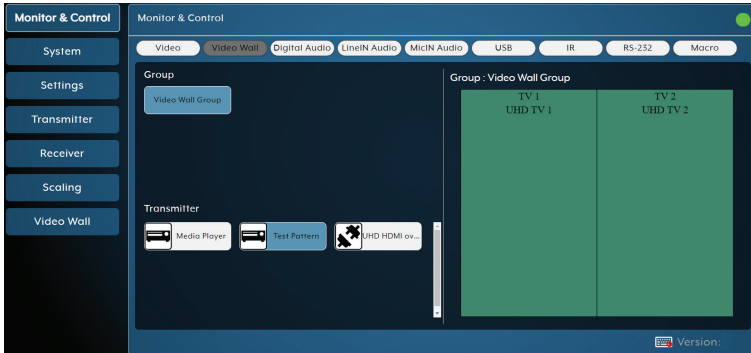 Monitor & Control
System
Settings
Transmitter
Receiver
Scaling
Video Wall
Monitor & Control
Video
Video Wall
Digital Audio
LineIN Audio
MicIN Audio
USB
IR
RS-232
Macro
Group
Video Wall Group
Transmitter
Media Player
Test Pattern
UHD HDMI ov...
Group : Video Wall Group
TV 1
UHD TV 1
TV 2
UHD TV 2
Version: